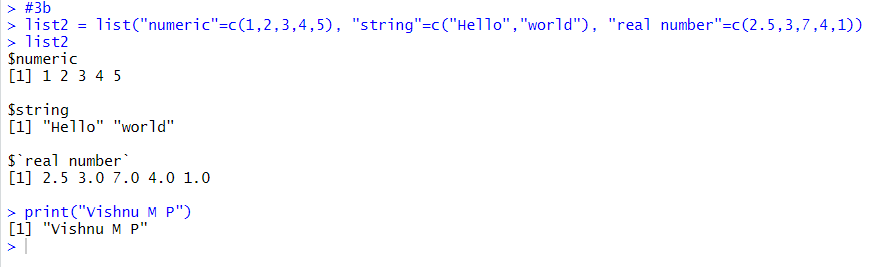 > #3b
> list2 = list("numeric"=c(1,2,3,4,5), "string"=c("Hello","world"), "real number"=c(2.5,3,7,4,1))
> list2
$numeric
[1] 1 2 3 4 5
$string
[1] "Hello" "world"
$`real number`
[1] 2.5 3.0 7.0 4.0 1.0
> print("Vishnu M P")
[1] "Vishnu M P"
>